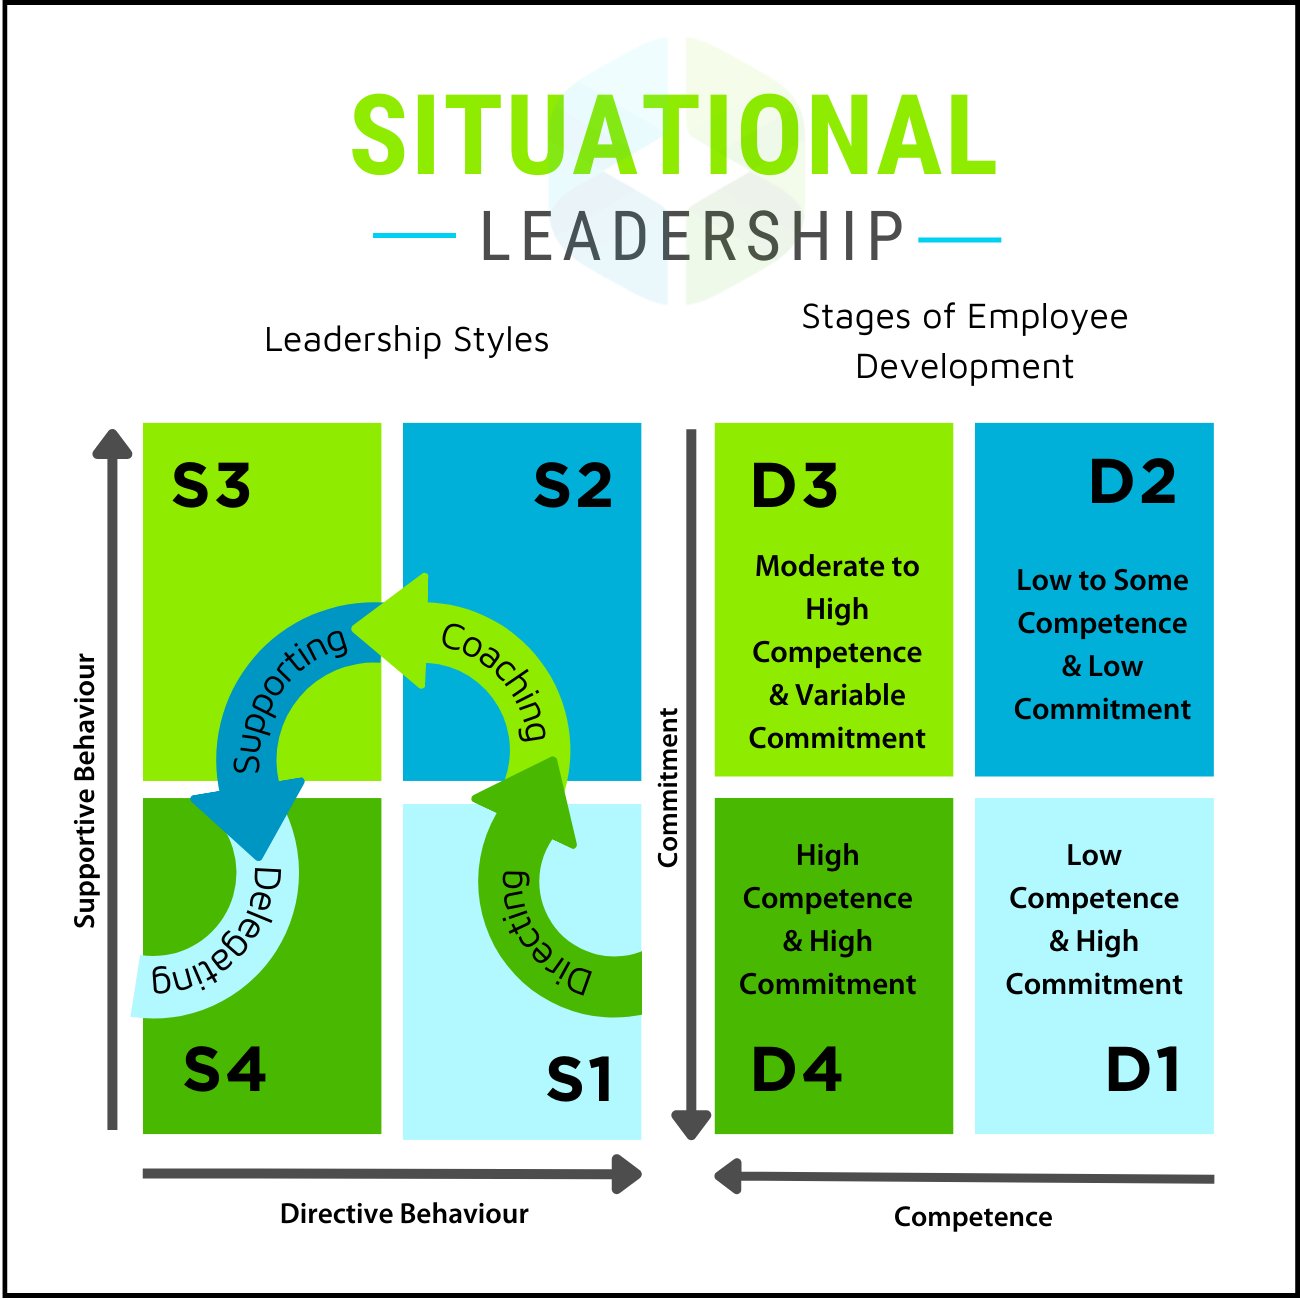 SITUATIONAL
LEADERSHIP
Leadership Styles
Stages of Employee
Development
S3
S2
Supporting
Coaching
Delegating
Directing
S4
S1
Supportive Behaviour
Directive Behaviour
Commitment
D3
Moderate to
High
Competence
& Variable
Commitment
D2
Low to Some
Competence
& Low
Commitment
High
Competence
& High
Commitment
D4
Low
Competence
& High
Commitment
D1
Competence